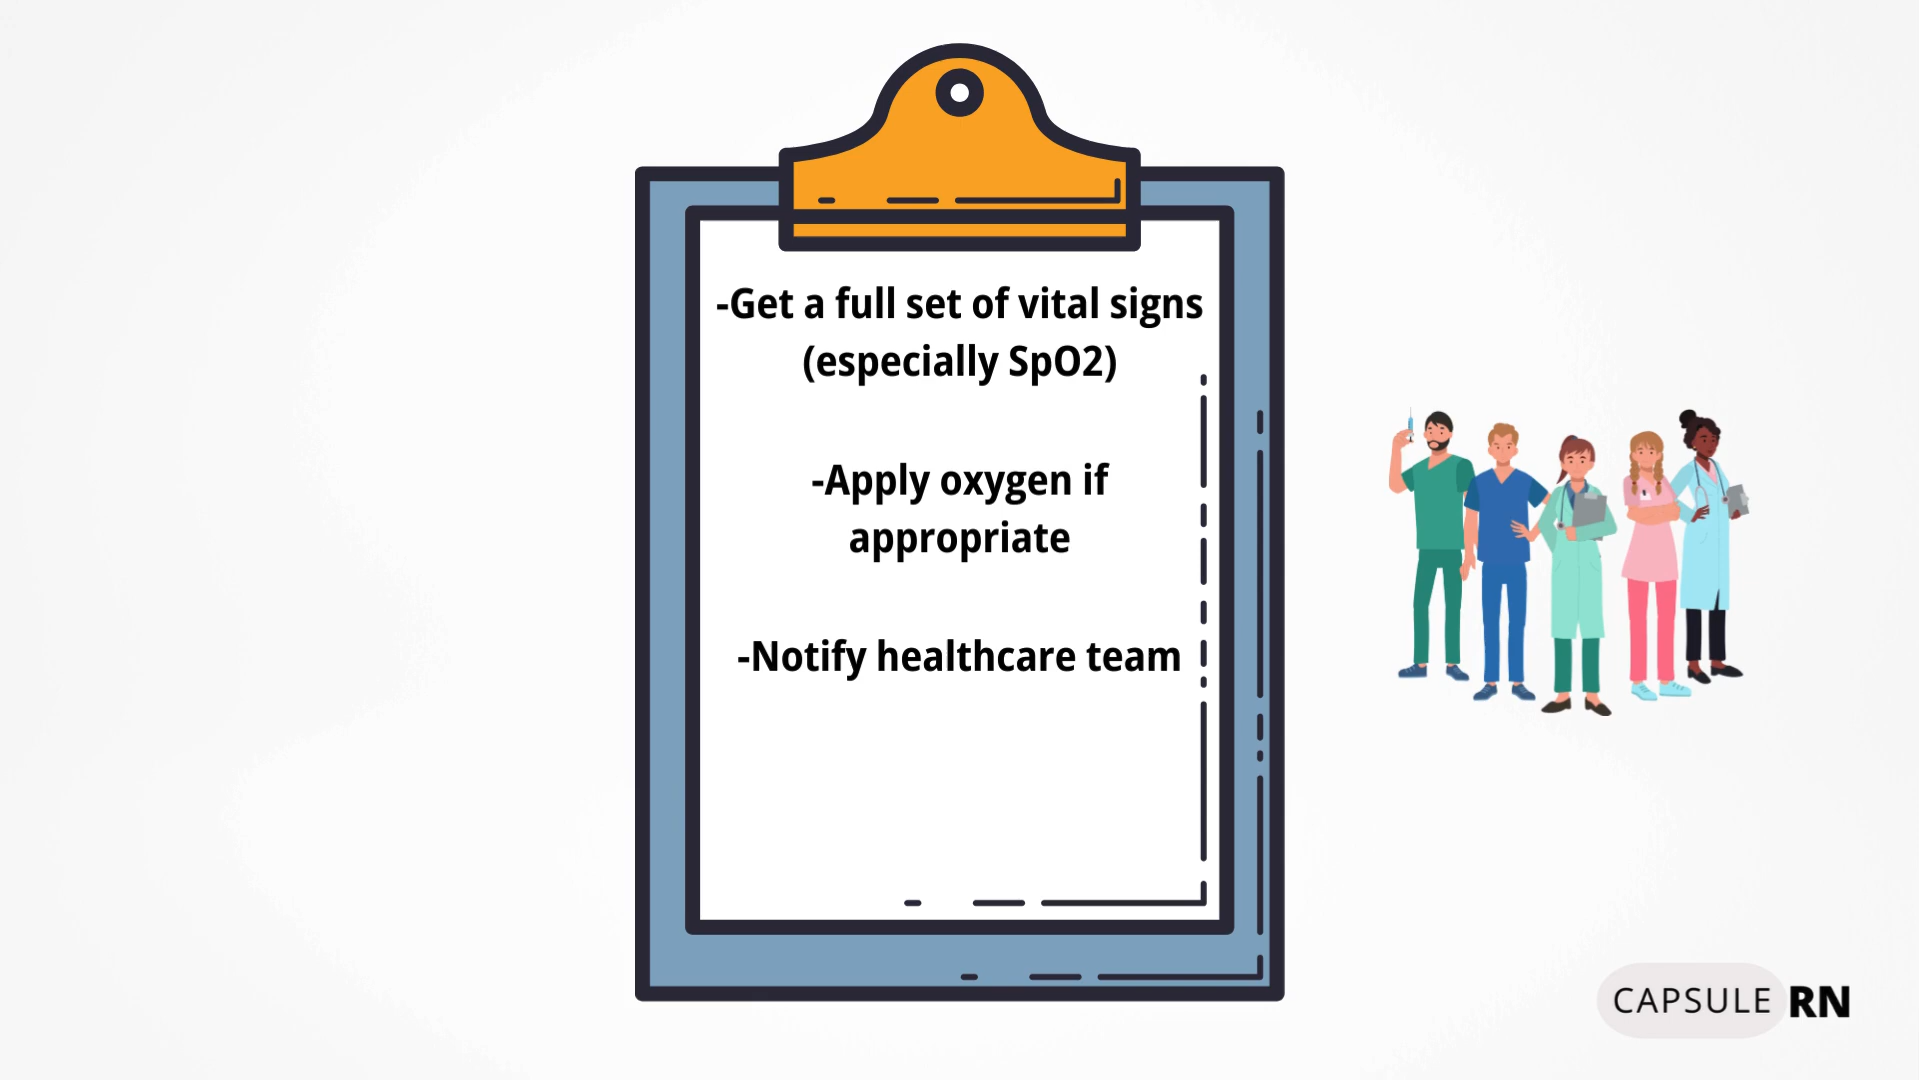 -Get a full set of vital signs
(especially SpO2)
-Apply oxygen if
appropriate
-Notify healthcare team
CAPSULE RN